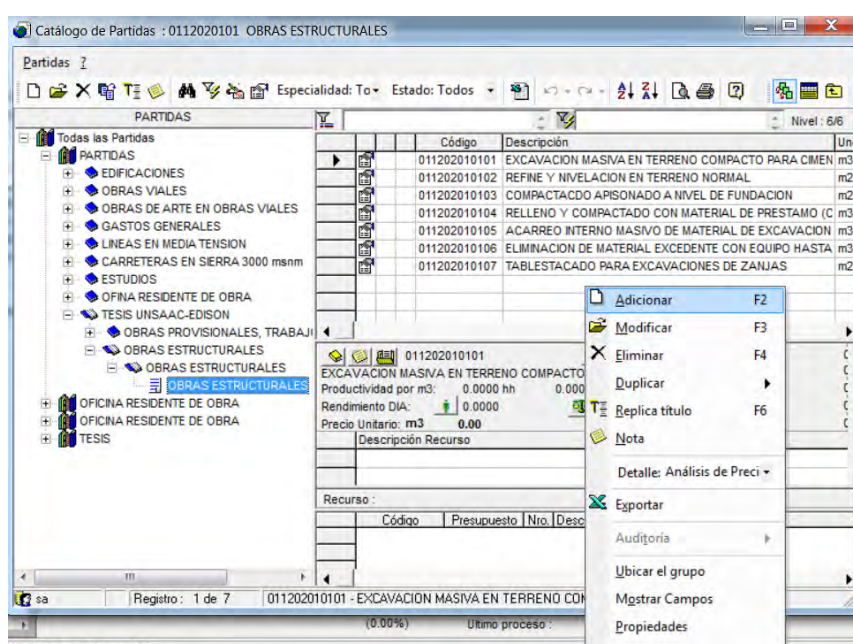 Catálogo de Partidas : 0112020101 OBRAS ESTRUCTURALES
Partidas ?
Especialidad: To Estado: Todos
PARTIDAS
Nivel : 6/6
Todas las Partidas
PARTIDAS
EDIFICACIONES
OBRAS VIALES
OBRAS DE ARTE EN OBRAS VIALES
GASTOS GENERALES
LINEAS EN MEDIA TENSION
CARRETERAS EN SIERRA 3000 msnm
ESTUDIOS
OFINA RESIDENTE DE OBRA
TESIS UNSAAC-EDISON
OBRAS PROVISIONALES, TRABAJ
OBRAS ESTRUCTURALES
OBRAS ESTRUCTURALES
OBRAS ESTRUCTURALES
OFICINA RESIDENTE DE OBRA
OFICINA RESIDENTE DE OBRA
TESIS
Código Descripción Un
011202010101 EXCAVACION MASIVA EN TERRENO COMPACTO PARA CIMEN m3
011202010102 REFINE Y NIVELACION EN TERRENO NORMAL m2
011202010103 COMPACTACDO APISONADO A NIVEL DE FUNDACION m2
011202010104 RELLENO Y COMPACTADO CON MATERIAL DE PRESTAMO (C m3
011202010105 ACARREO INTERNO MASIVO DE MATERIAL DE EXCAVACION m3
011202010106 ELIMINACION DE MATERIAL EXCEDENTE CON EQUIPO HASTA m3
011202010107 TABLESTACADO PARA EXCAVACIONES DE ZANJAS m2
011202010101
EXCAVACION MASIVA EN TERRENO COMPACTO
Productividad por m3: 0.0000 hh 0.000
Rendimiento DIA: 0.0000
Precio Unitario: m3 0.00
Descripción Recurso
Recurso :
Código Presupuesto Nro. Desc
Adicionar F2
Modificar F3
Eliminar F4
Duplicar
Replica título F6
Nota
Detalle: Análisis de Preci
Exportar
Auditoría
Ubicar el grupo
Mostrar Campos
Propiedades
sa Registro : 1 de 7 011202010101 - EXCAVACION MASIVA EN TERRENO CON
(0.00%) Ultimo proceso :